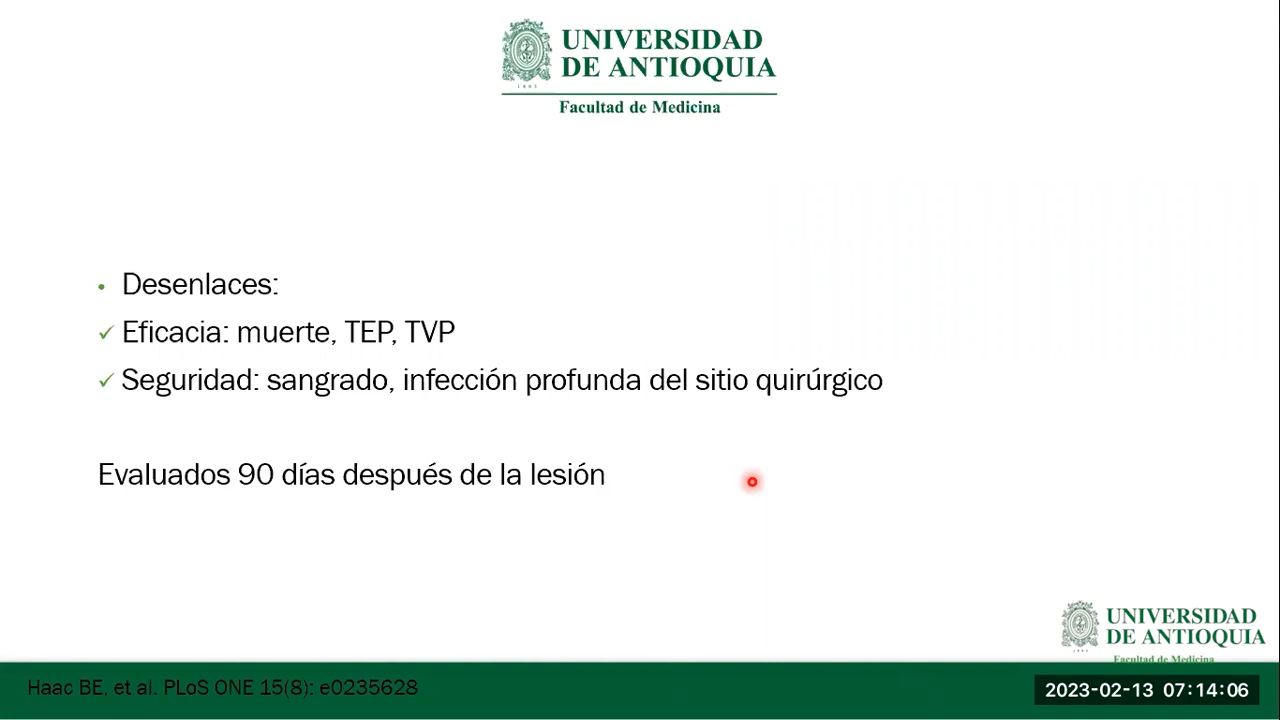 UNIVERSIDAD
DE ANTIOQUIA
1803
Facultad de Medicina
• Desenlaces:
✓ Eficacia: muerte, TEP, TVP
✓ Seguridad: sangrado, infección profunda del sitio quirúrgico
Evaluados 90 días después de la lesión
UNIVERSIDAD
DE ANTIOQUIA
1803
Facultad de Medicina
Haac BE, et al. PLoS ONE 15(8): e0235628
2023-02-13 07:14:06